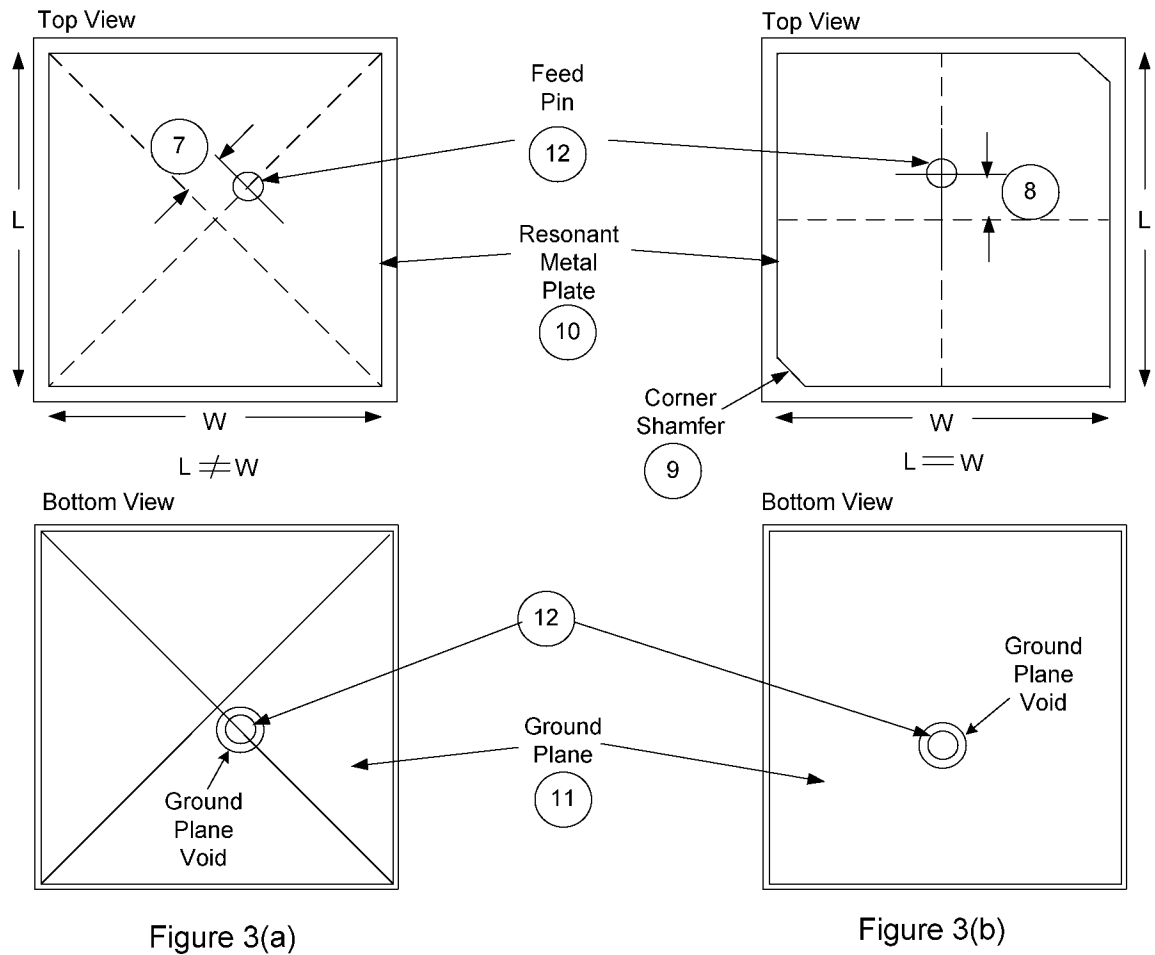 Top View
Top View
Feed
Pin
12
7
8
L
L
Resonant
Metal
Plate
10
W
W
L ≠ W
L = W
Corner
Shamfer
9
Bottom View
Bottom View
12
Ground
Plane
Void
Ground
Plane
11
Ground
Plane
Void
Figure 3(a)
Figure 3(b)